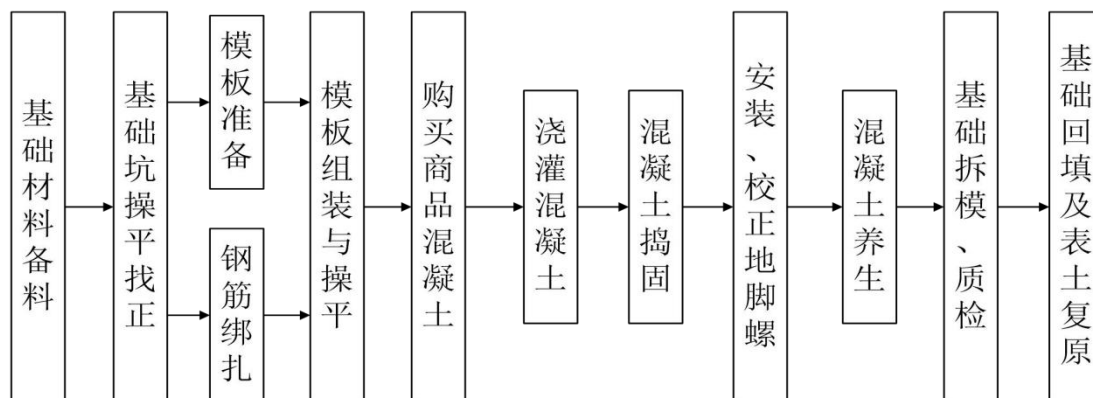 基础材料备料
基础坑操平找正
模板准备
钢筋绑扎
模板组装与操平
购买商品混凝土
浇灌混凝土
混凝土捣固
安装、校正地脚螺
混凝土养生
基础拆模、质检
基础回填及表土复原